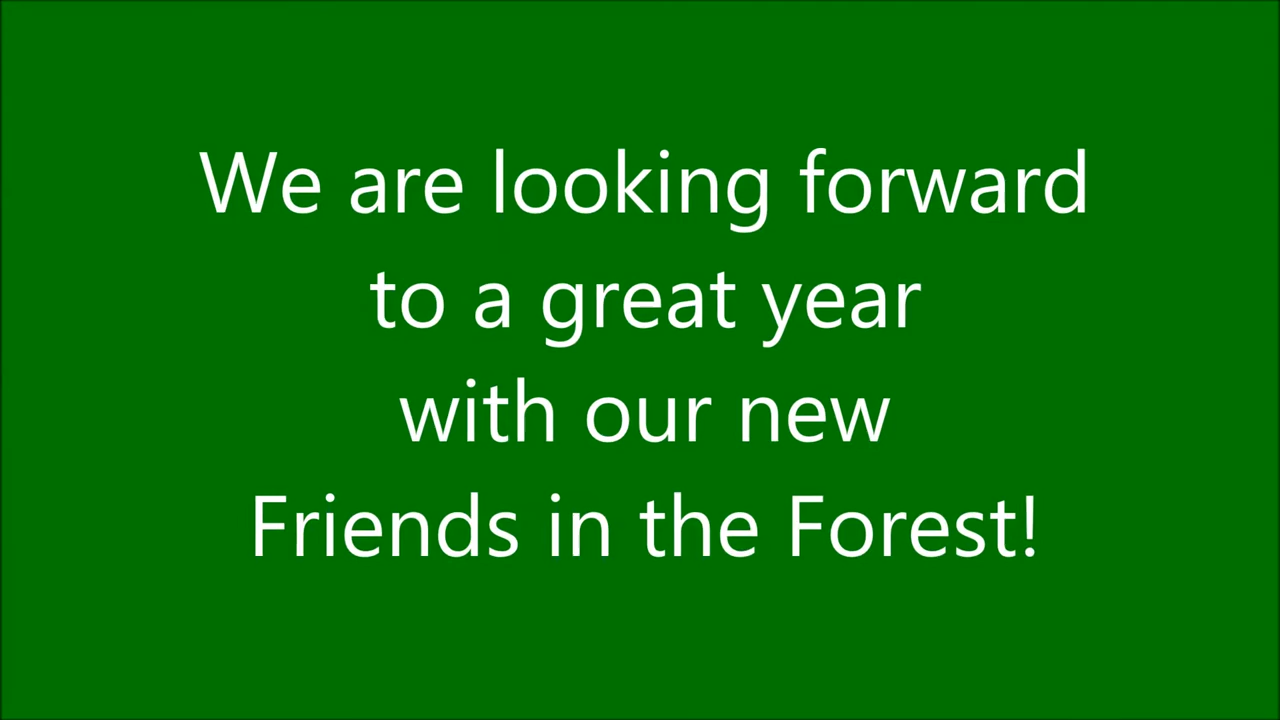 We are looking forward
to a great year
with our new
Friends in the Forest!